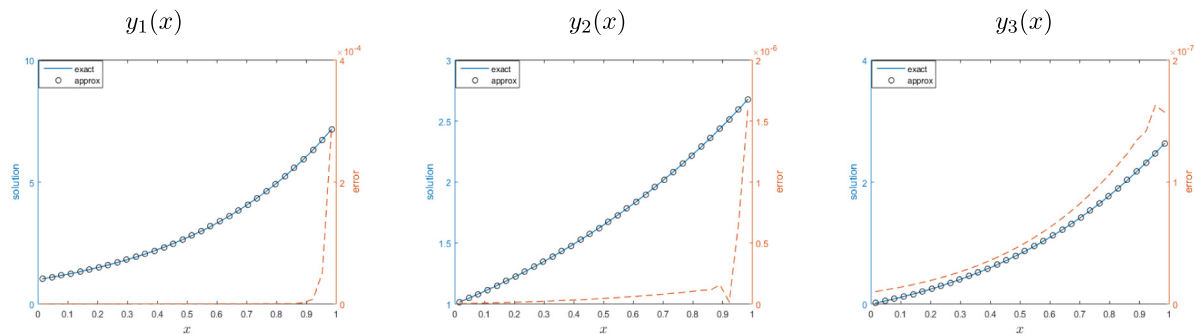 y₁(x)
×10⁻⁴
10
5
0
solution
exact
approx
4
2
0
error
0 0.1 0.2 0.3 0.4 0.5 0.6 0.7 0.8 0.9 1
x
y₂(x)
×10⁻⁶
3
2.5
2
1.5
1
solution
exact
approx
2
1.5
1
0.5
0
error
0 0.1 0.2 0.3 0.4 0.5 0.6 0.7 0.8 0.9 1
x
y₃(x)
×10⁻⁷
4
2
0
solution
exact
approx
2
1
0
error
0 0.1 0.2 0.3 0.4 0.5 0.6 0.7 0.8 0.9 1
x